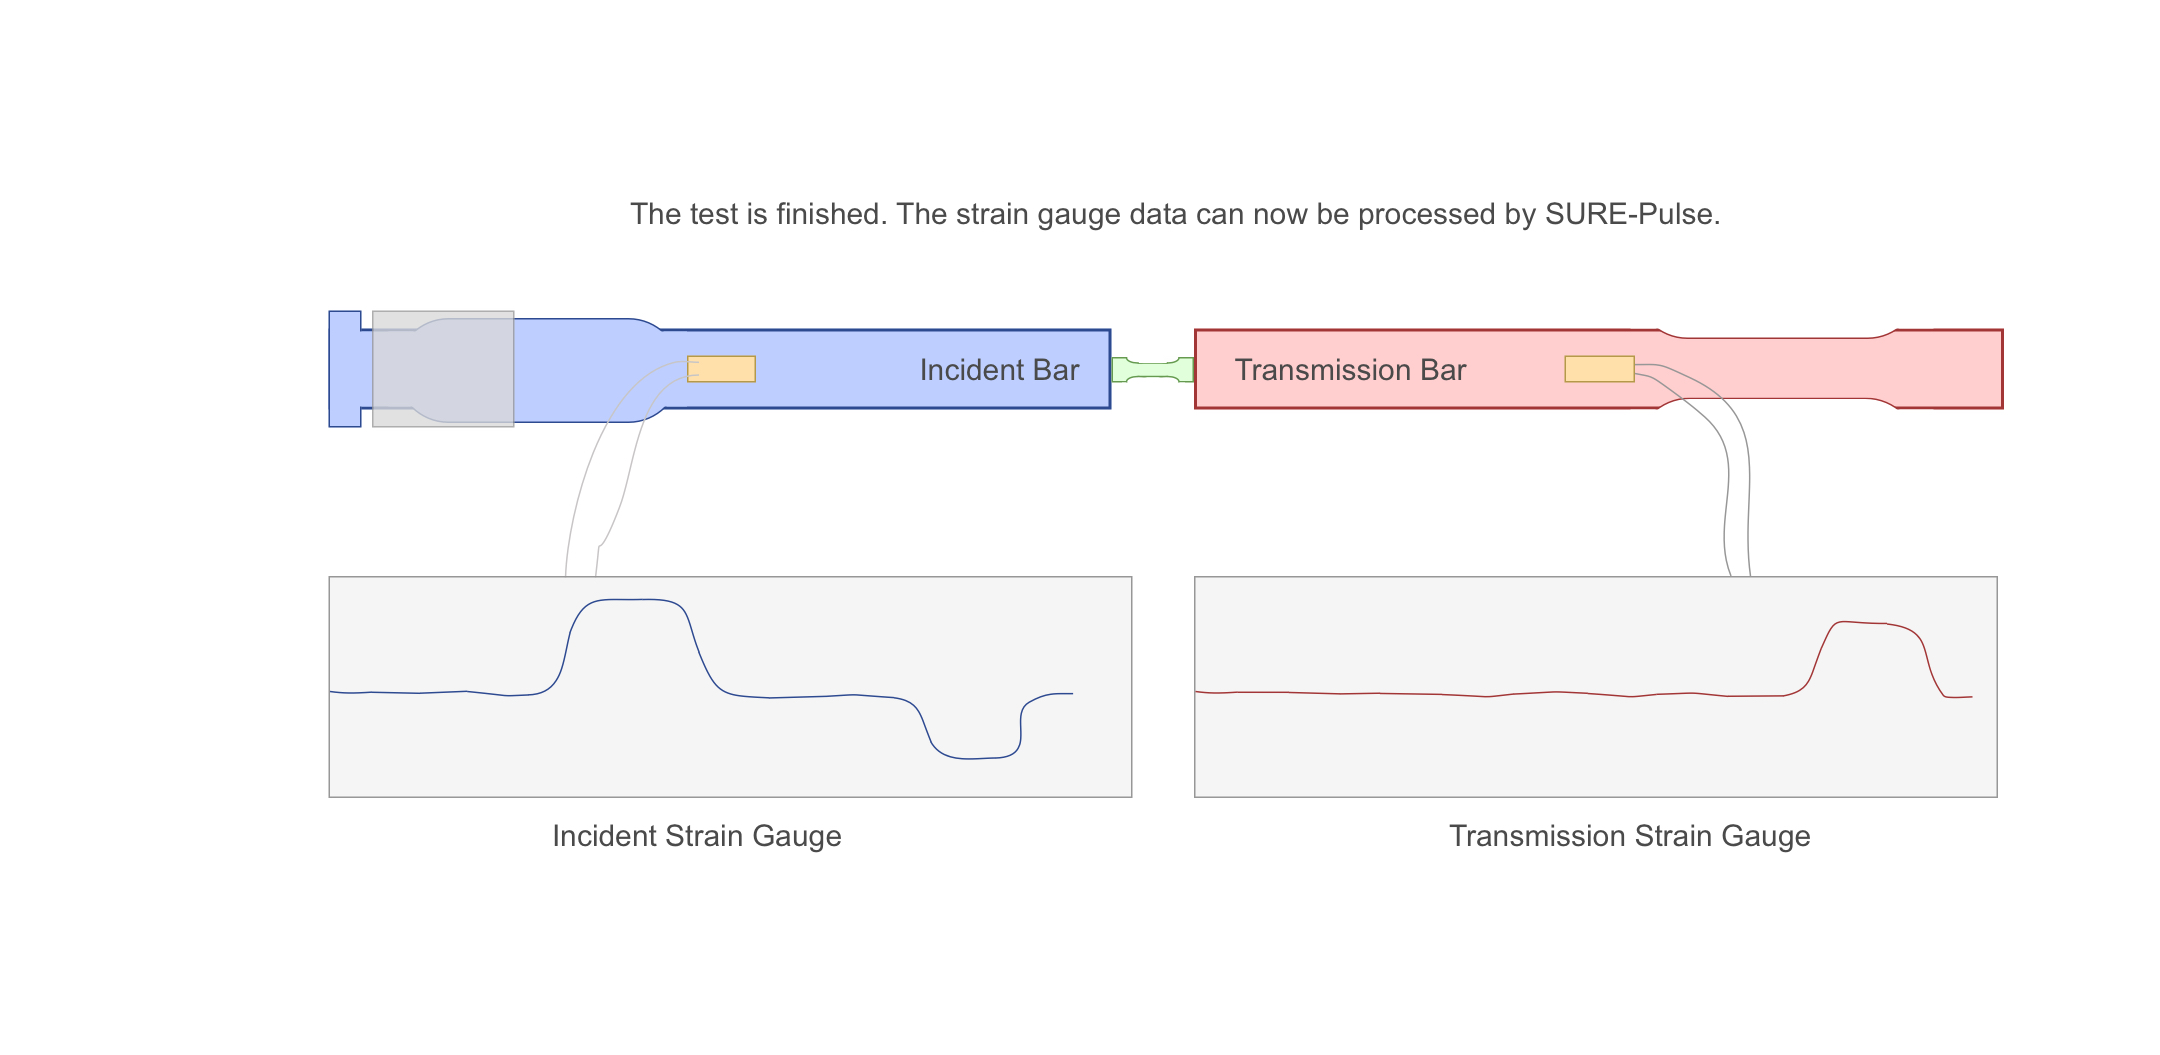 The test is finished. The strain gauge data can now be processed by SURE-Pulse.
Incident Bar
Transmission Bar
Incident Strain Gauge
Transmission Strain Gauge